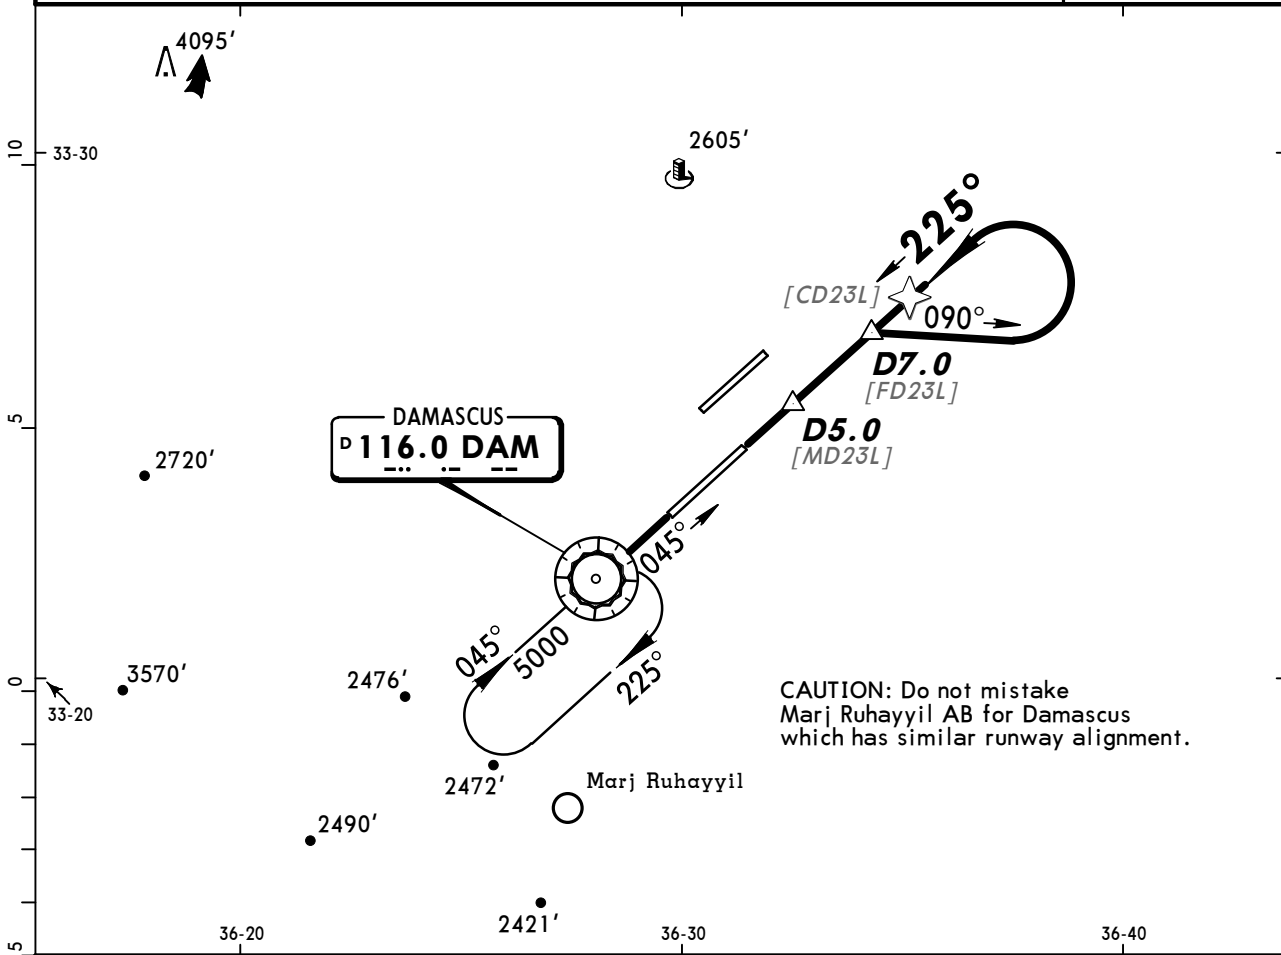 4095'
2605'
10
33-30
225°
[CD23L]
090°
D7.0
[FD23L]
DAMASCUS
D 116.0 DAM
5
D5.0
[MD23L]
2720'
045°
045°
5000
225°
0
3570'
2476'
33-20
CAUTION: Do not mistake
Marj Ruhayyil AB for Damascus
which has similar runway alignment.
2472'
Marj Ruhayyil
2490'
2421'
5
36-20
36-30
36-40